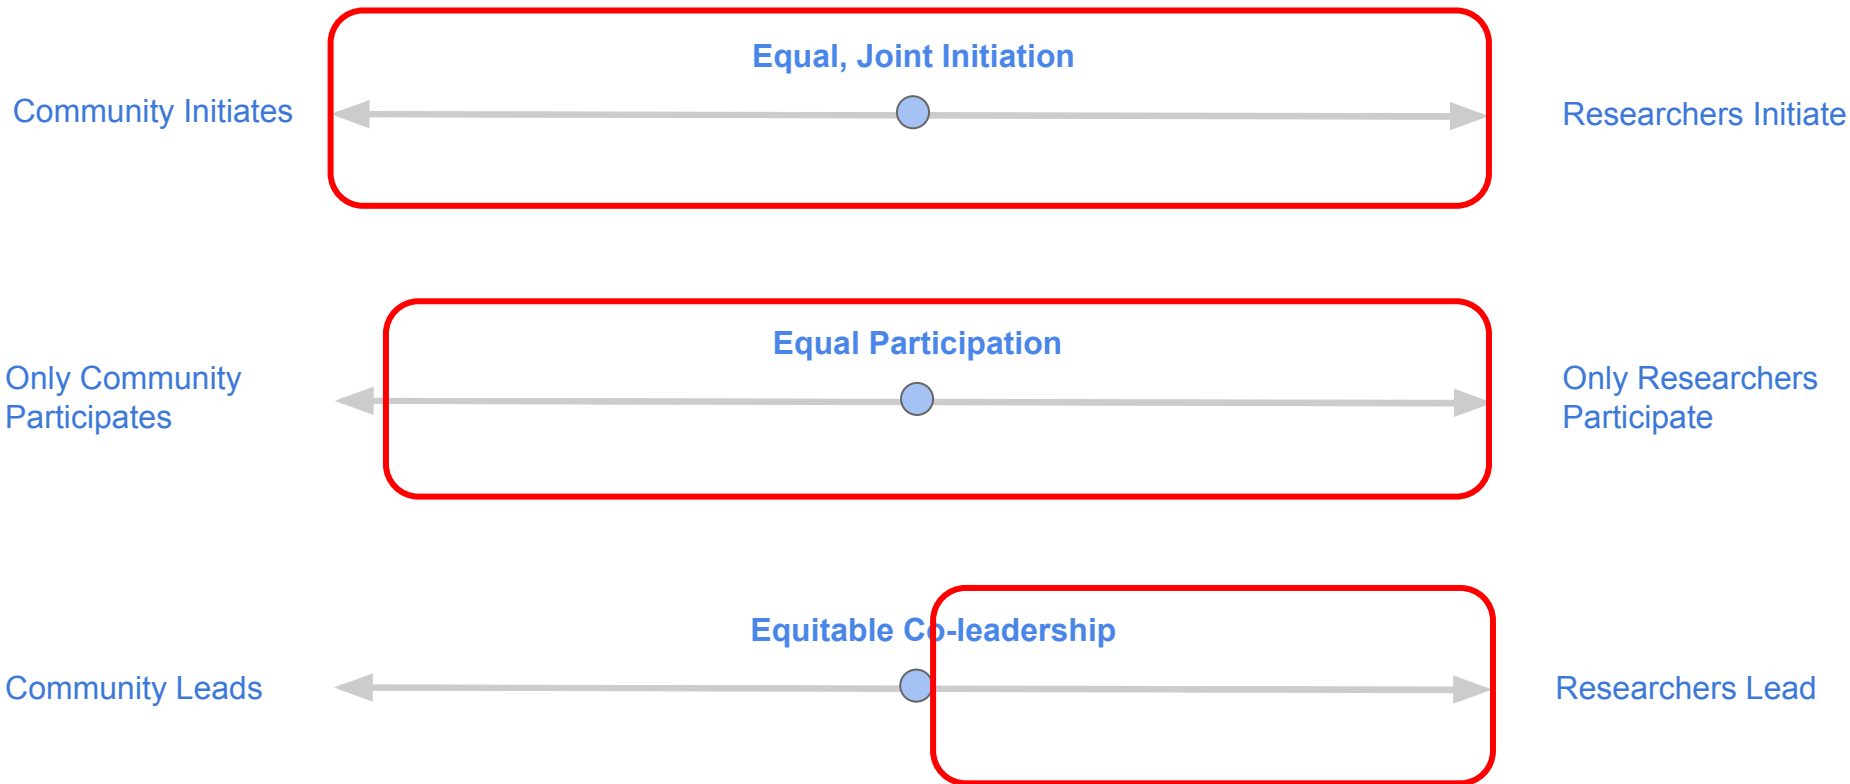 Equal, Joint Initiation
Community Initiates
Researchers Initiate
Equal Participation
Only Community
Participates
Only Researchers
Participate
Equitable Co-leadership
Community Leads
Researchers Lead